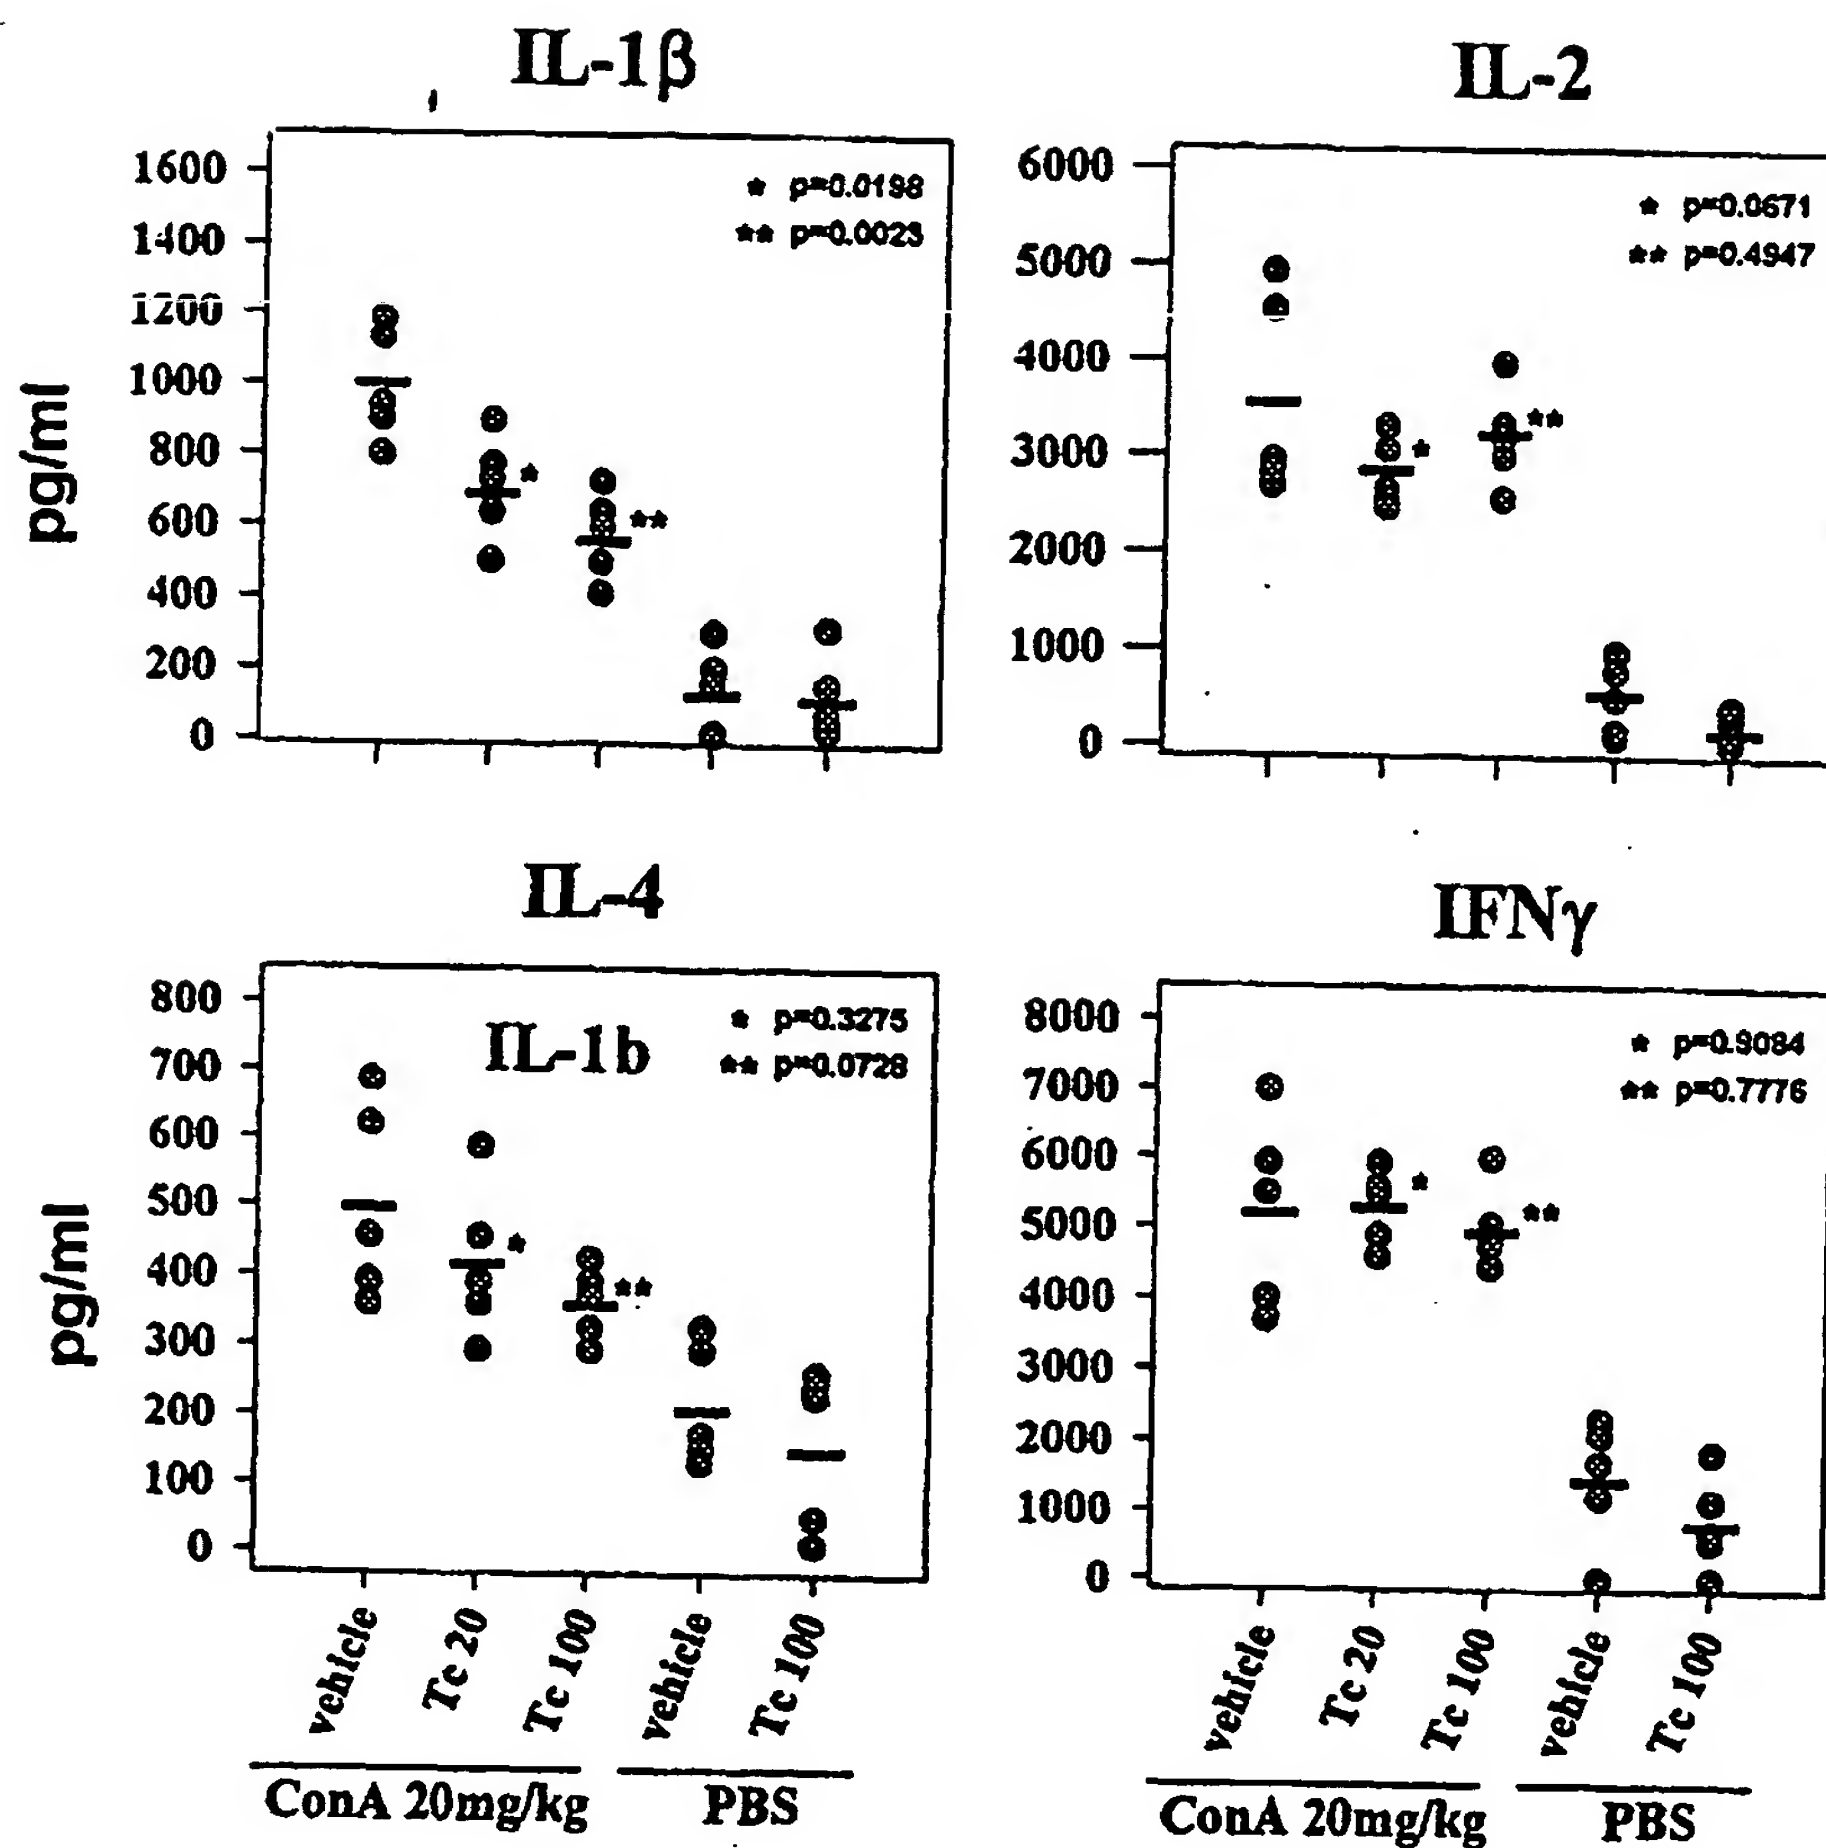 IL-1β
1600
1400
1200
1000
800
600
400
200
0
pg/ml
* p=0.0198
** p=0.0023
IL-2
6000
5000
4000
3000
2000
1000
0
* p=0.0671
** p=0.4947
*
**
*
**
IL-4
800
700
600
500
400
300
200
100
0
pg/ml
IL-1b
* p=0.3275
** p=0.0728
*
**
vehicle
Tc 20
Tc 100
vehicle
Tc 100
ConA 20mg/kg
PBS
IFNγ
8000
7000
6000
5000
4000
3000
2000
1000
0
* p=0.9084
** p=0.7776
*
**
vehicle
Tc 20
Tc 100
vehicle
Tc 100
ConA 20mg/kg
PBS